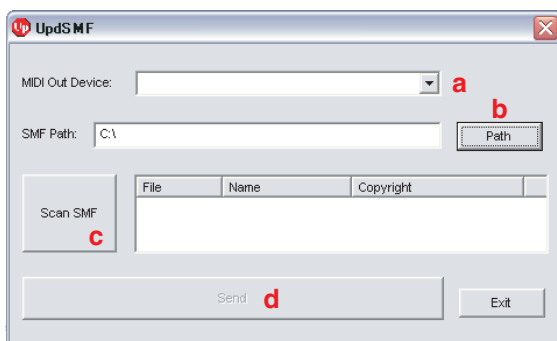 Up UpdSMF
MIDI Out Device: a
b
SMF Path: C:\ Path
File Name Copyright
Scan SMF
c
Send d
Exit